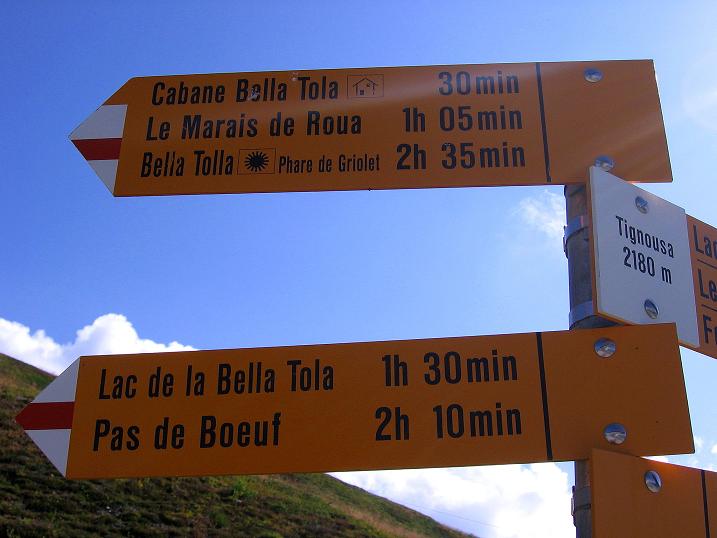 Cabane Bella Tola 30min
Le Marais de Roua 1h 05min
Bella Tolla Phare de Griolet 2h 35min
Tignousa
2180 m
Lac de la Bella Tola 1h 30min
Pas de Boeuf 2h 10min